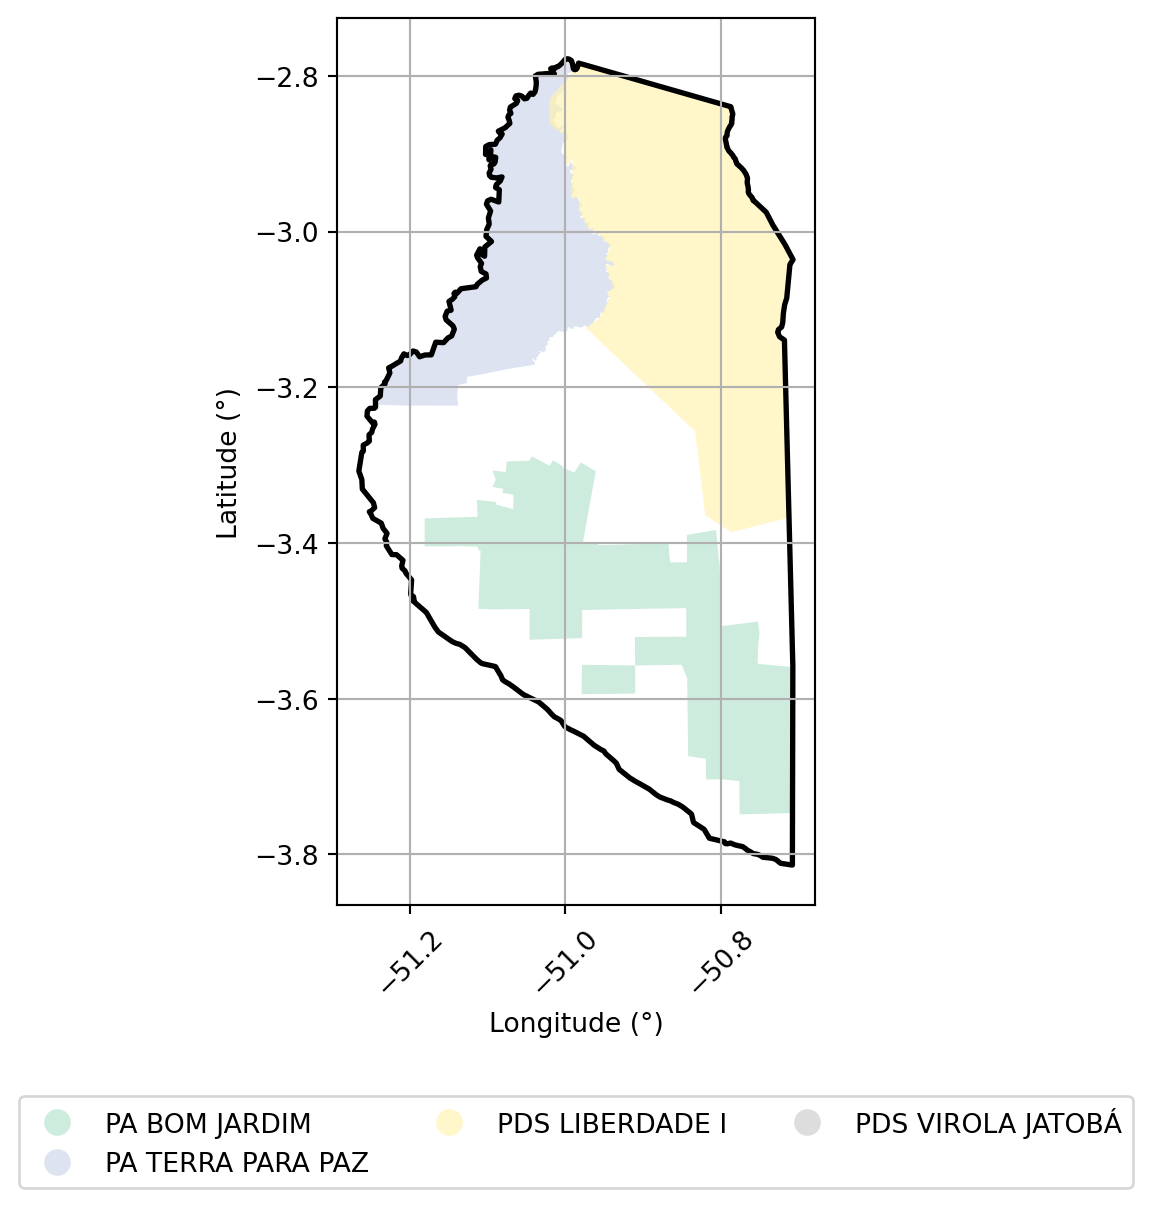 −2.8
−3.0
−3.2
−3.4
−3.6
−3.8
Latitude (°)
−51.2
−51.0
−50.8
Longitude (°)
PA BOM JARDIM
PA TERRA PARA PAZ
PDS LIBERDADE I
PDS VIROLA JATOBÁ